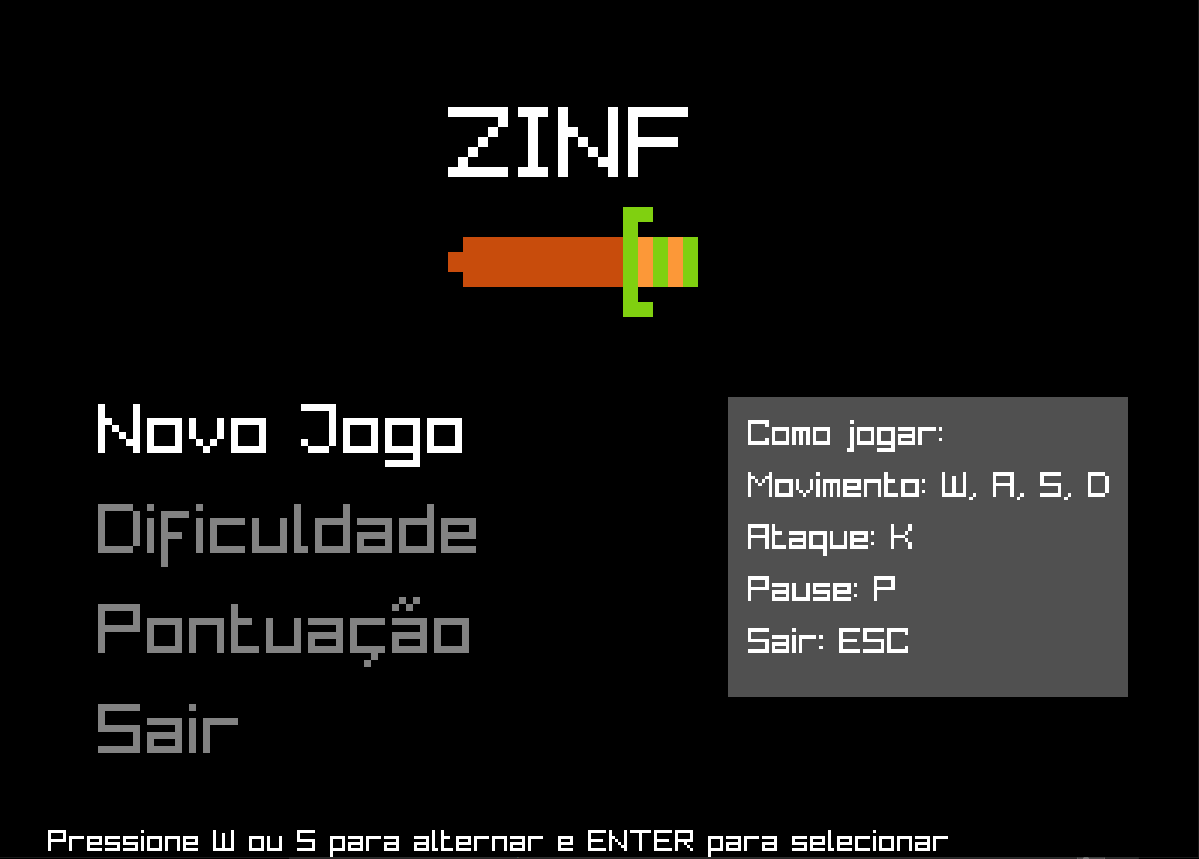 ZINF
Novo Jogo
Dificuldade
Pontuação
Sair
Como jogar:
Movimento: W, A, S, D
Ataque: K
Pause: P
Sair: ESC
Pressione W ou S para alternar e ENTER para selecionar